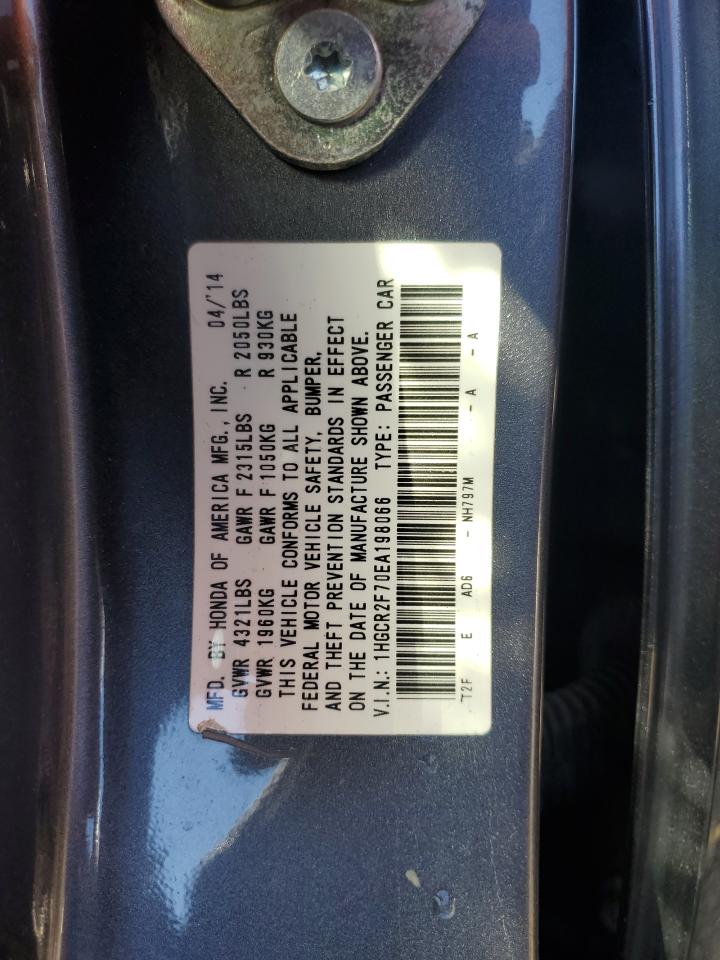 MFD. BY HONDA OF AMERICA MFG., INC. 04/'14
GVWR 4321LBS GAWR F 2315LBS R 2050LBS
GVWR 1960KG GAWR F 1050KG R 930KG
THIS VEHICLE CONFORMS TO ALL APPLICABLE
FEDERAL MOTOR VEHICLE SAFETY, BUMPER,
AND THEFT PREVENTION STANDARDS IN EFFECT
ON THE DATE OF MANUFACTURE SHOWN ABOVE.
V.I.N.: 1HGCR2F70EA198066 TYPE: PASSENGER CAR
T2F E AD6 - NH797M - A - A